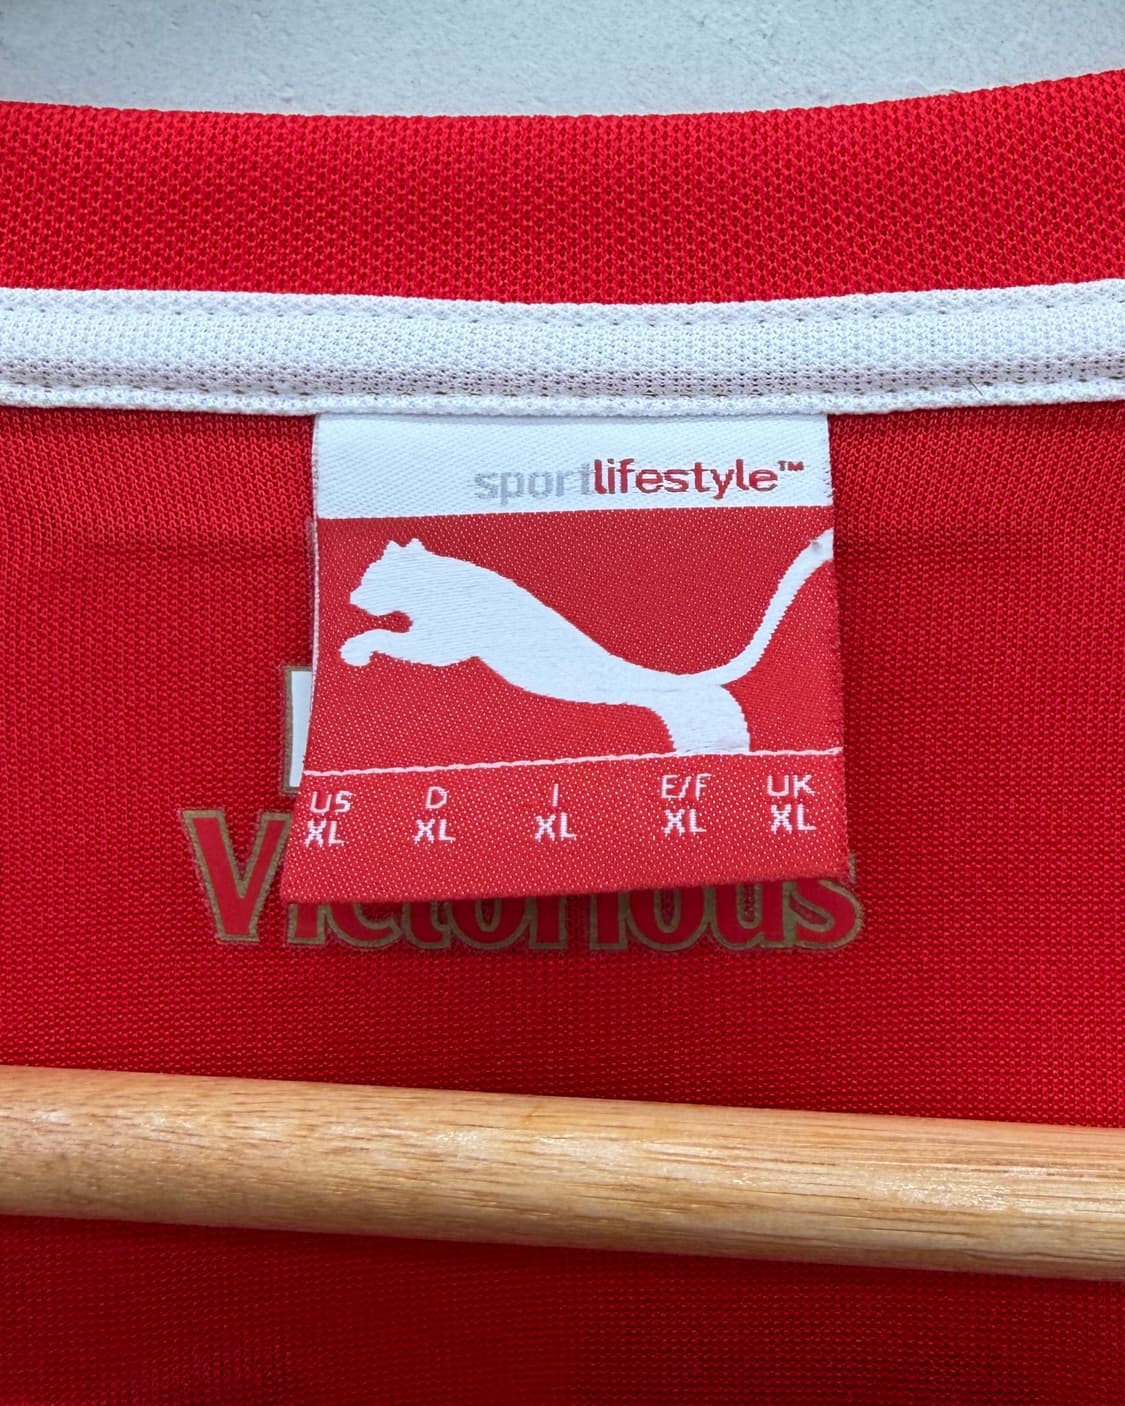 sportlifestyle™
US D I E/F UK
XL XL XL XL XL
Victorious